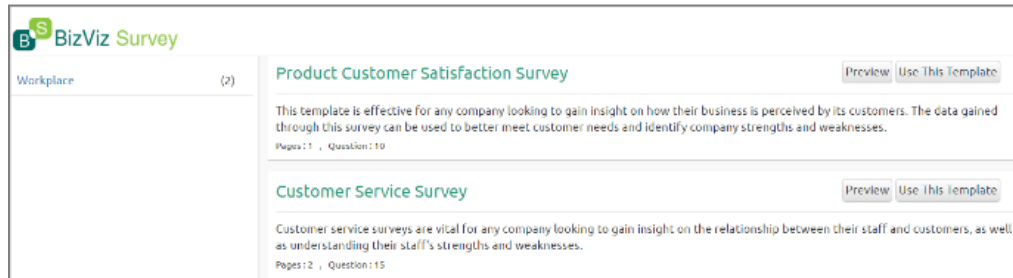 BS BizViz Survey
Workplace (2)
Product Customer Satisfaction Survey Preview Use This Template
This template is effective for any company looking to gain insight on how their business is perceived by its customers. The data gained
through this survey can be used to better meet customer needs and identify company strengths and weaknesses.
Pages: 1 , Question: 10
Customer Service Survey Preview Use This Template
Customer service surveys are vital for any company looking to gain insight on the relationship between their staff and customers, as well
as understanding their staff's strengths and weaknesses.
Pages: 2 , Question: 15